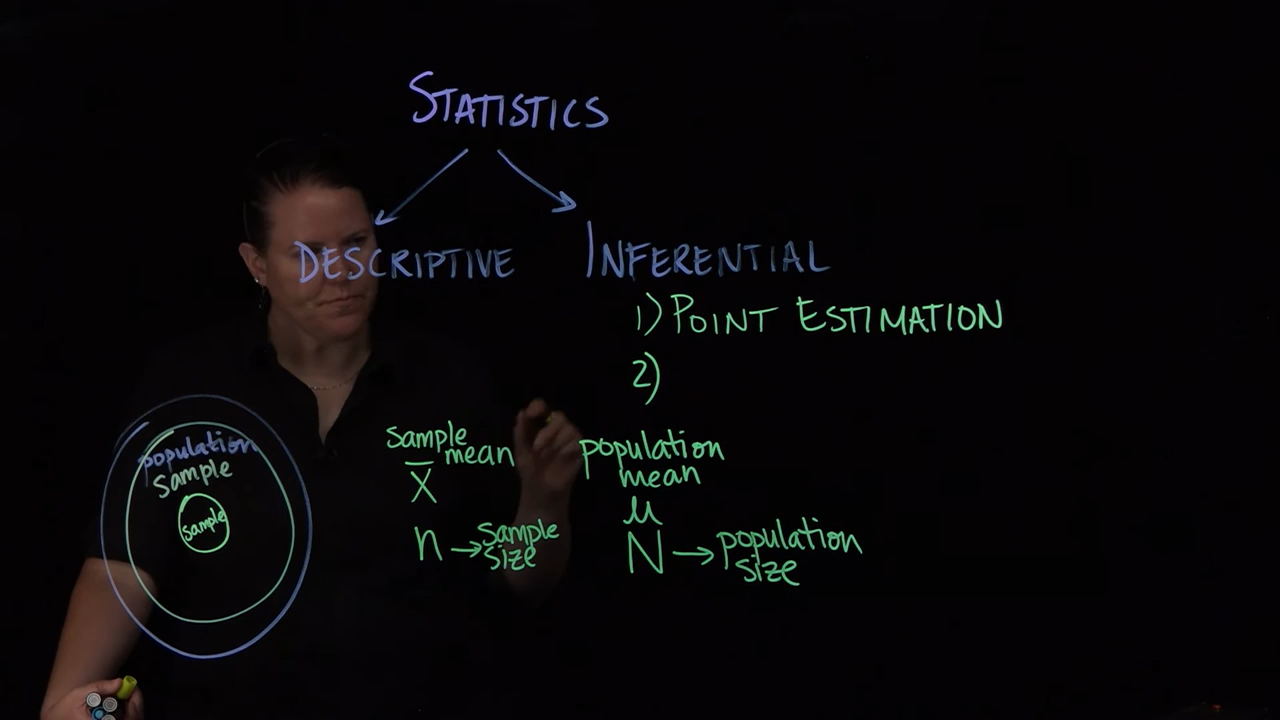 STATISTICS
DESCRIPTIVE
INFERENTIAL
1) POINT ESTIMATION
2)
population
sample
sample
sample
mean
X̄
n → sample
size
population
mean
μ
N → population
size